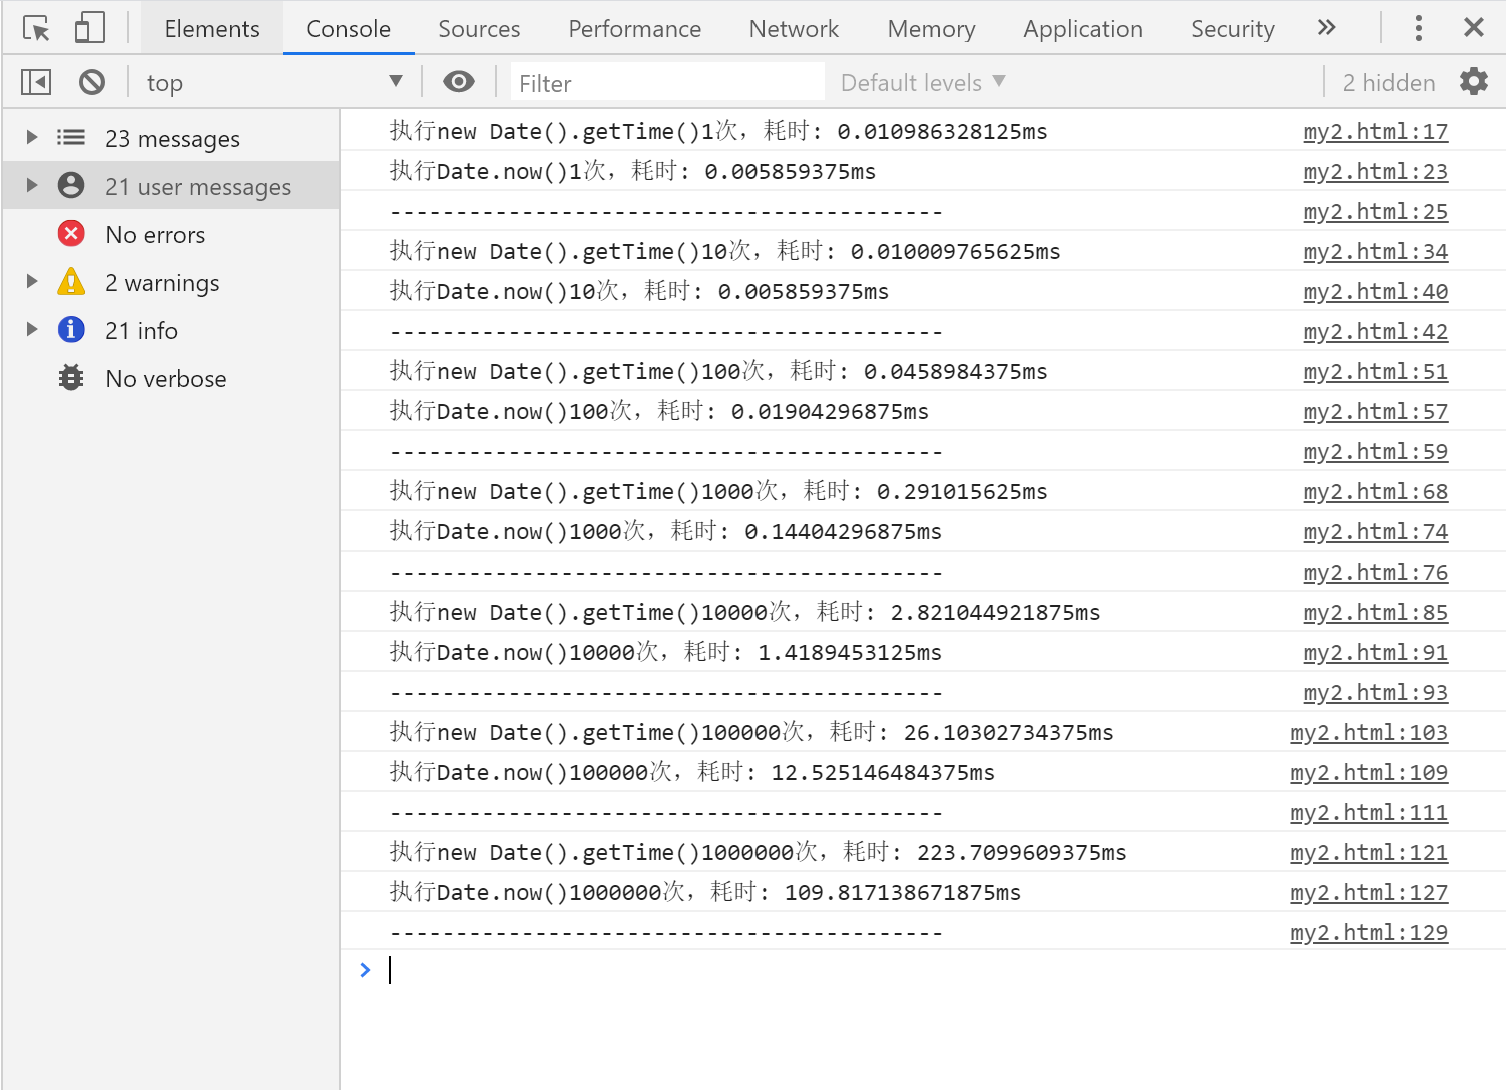 Elements Console Sources Performance Network Memory Application Security
top Filter Default levels 2 hidden
23 messages
21 user messages
No errors
2 warnings
21 info
No verbose
执行new Date().getTime()1次，耗时: 0.010986328125ms my2.html:17
执行Date.now()1次，耗时: 0.005859375ms my2.html:23
------------------------------------------ my2.html:25
执行new Date().getTime()10次，耗时: 0.010009765625ms my2.html:34
执行Date.now()10次，耗时: 0.005859375ms my2.html:40
------------------------------------------ my2.html:42
执行new Date().getTime()100次，耗时: 0.0458984375ms my2.html:51
执行Date.now()100次，耗时: 0.01904296875ms my2.html:57
------------------------------------------ my2.html:59
执行new Date().getTime()1000次，耗时: 0.291015625ms my2.html:68
执行Date.now()1000次，耗时: 0.14404296875ms my2.html:74
------------------------------------------ my2.html:76
执行new Date().getTime()10000次，耗时: 2.821044921875ms my2.html:85
执行Date.now()10000次，耗时: 1.4189453125ms my2.html:91
------------------------------------------ my2.html:93
执行new Date().getTime()100000次，耗时: 26.10302734375ms my2.html:103
执行Date.now()100000次，耗时: 12.525146484375ms my2.html:109
------------------------------------------ my2.html:111
执行new Date().getTime()1000000次，耗时: 223.7099609375ms my2.html:121
执行Date.now()1000000次，耗时: 109.817138671875ms my2.html:127
------------------------------------------ my2.html:129